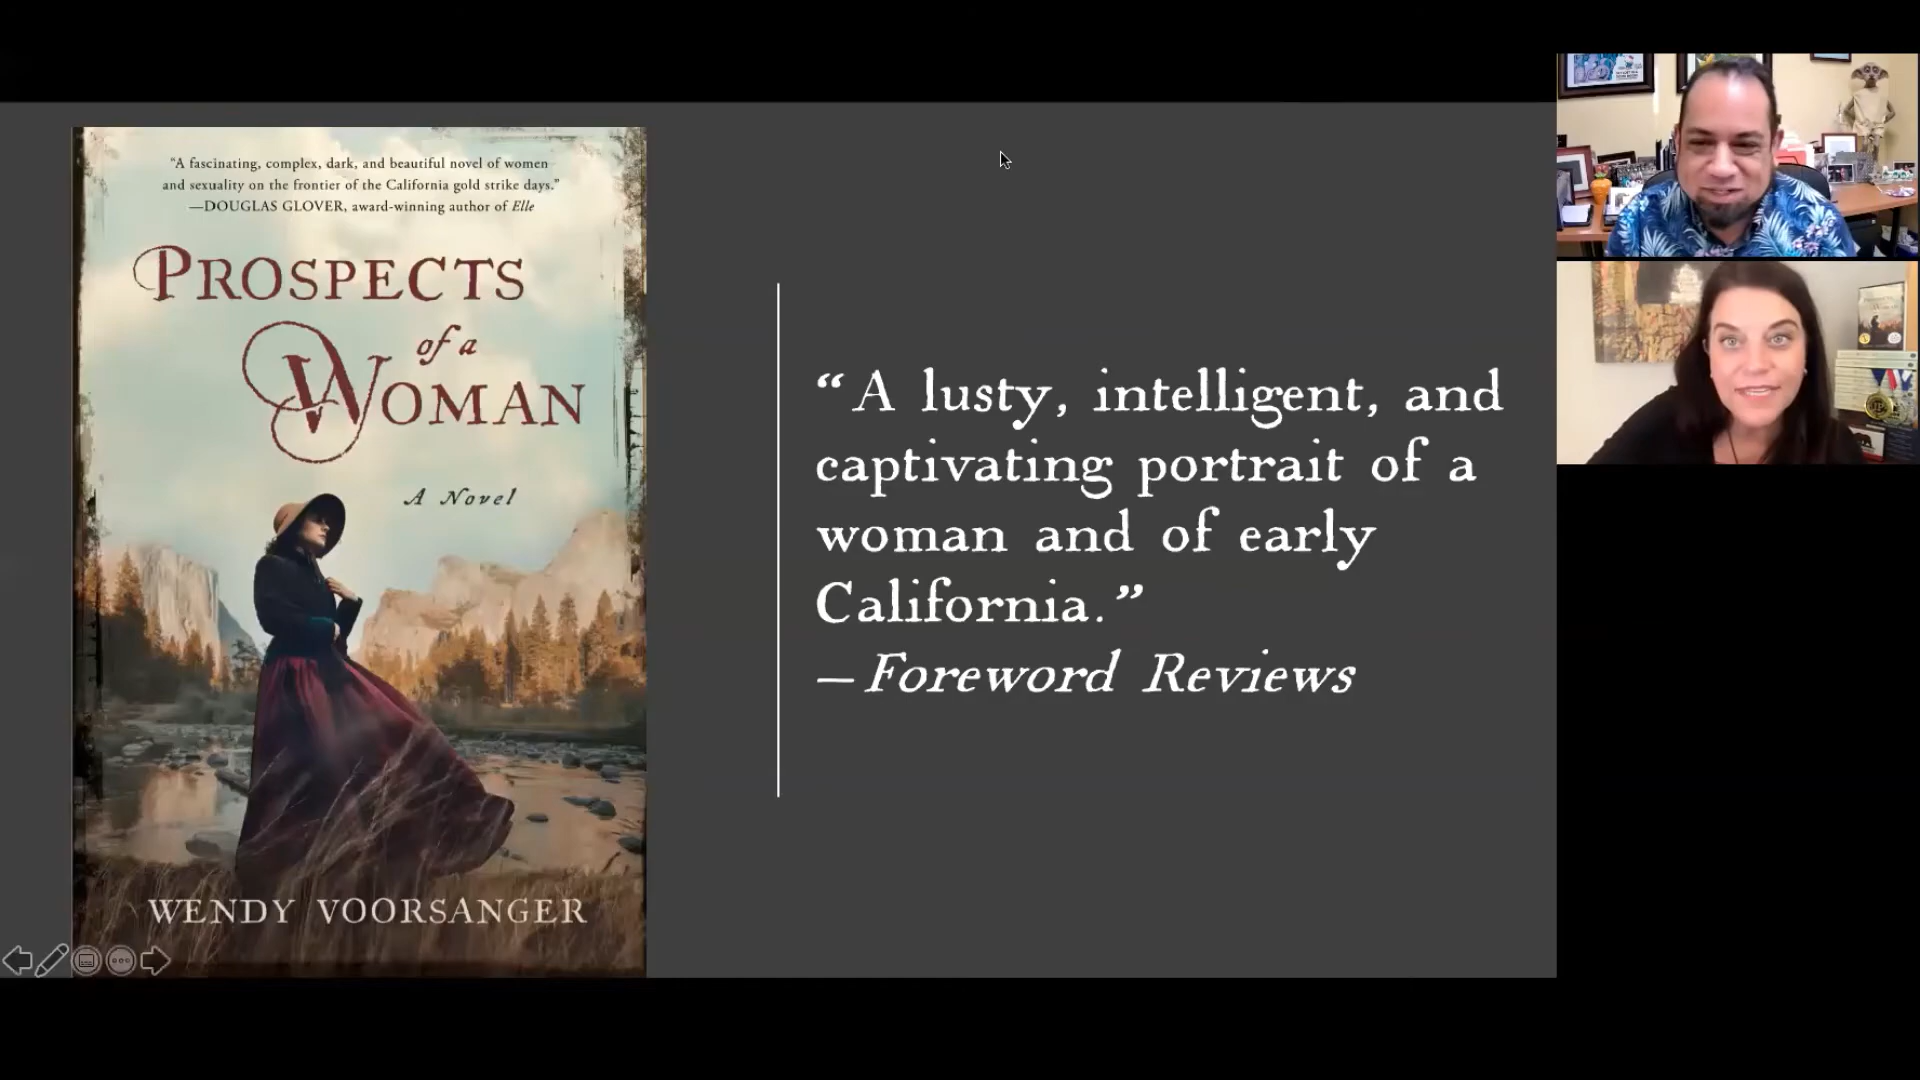 "A fascinating, complex, dark, and beautiful novel of women
and sexuality on the frontier of the California gold strike days."
—DOUGLAS GLOVER, award-winning author of Elle
PROSPECTS
of a
WOMAN
A Novel
WENDY VOORSANGER
“A lusty, intelligent, and
captivating portrait of a
woman and of early
California.”
—Foreword Reviews